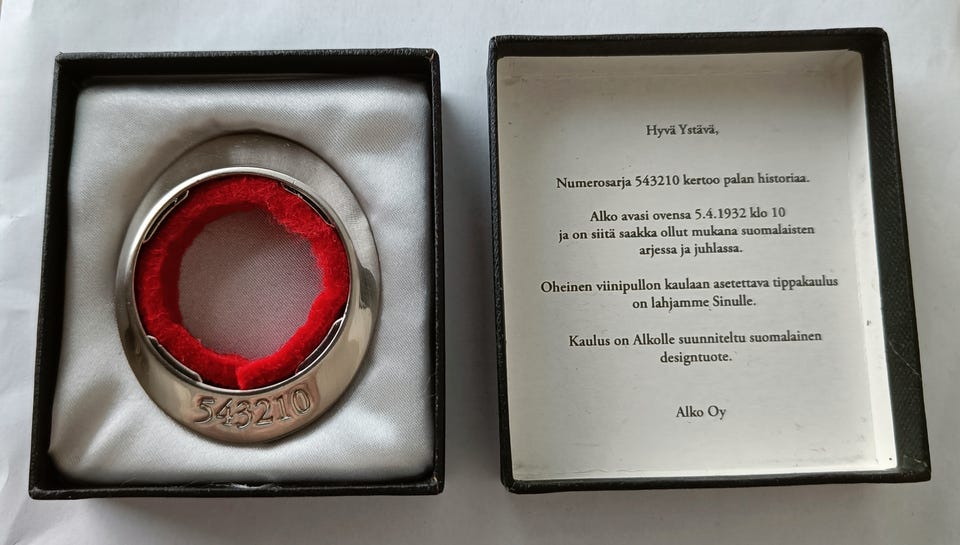 543210
Hyvä Ystävä,
Numerosarja 543210 kertoo palan historiaa.
Alko avasi ovensa 5.4.1932 klo 10
ja on siitä saakka ollut mukana suomalaisten
arjessa ja juhlassa.
Oheinen viinipullon kaulaan asetettava tippakaulus
on lahjamme Sinulle.
Kaulus on Alkolle suunniteltu suomalainen
designtuote.
Alko Oy